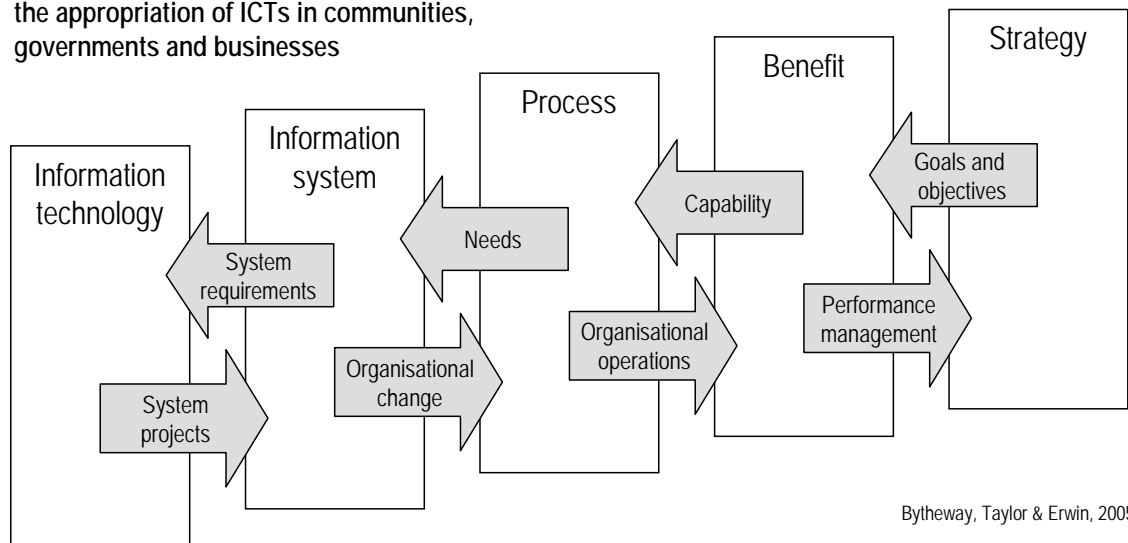 the appropriation of ICTs in communities,
governments and businesses
Strategy
Benefit
Process
Information
system
Information
technology
Goals and
objectives
Capability
Needs
System
requirements
Performance
management
Organisational
operations
Organisational
change
System
projects
Bytheway, Taylor & Erwin, 2005